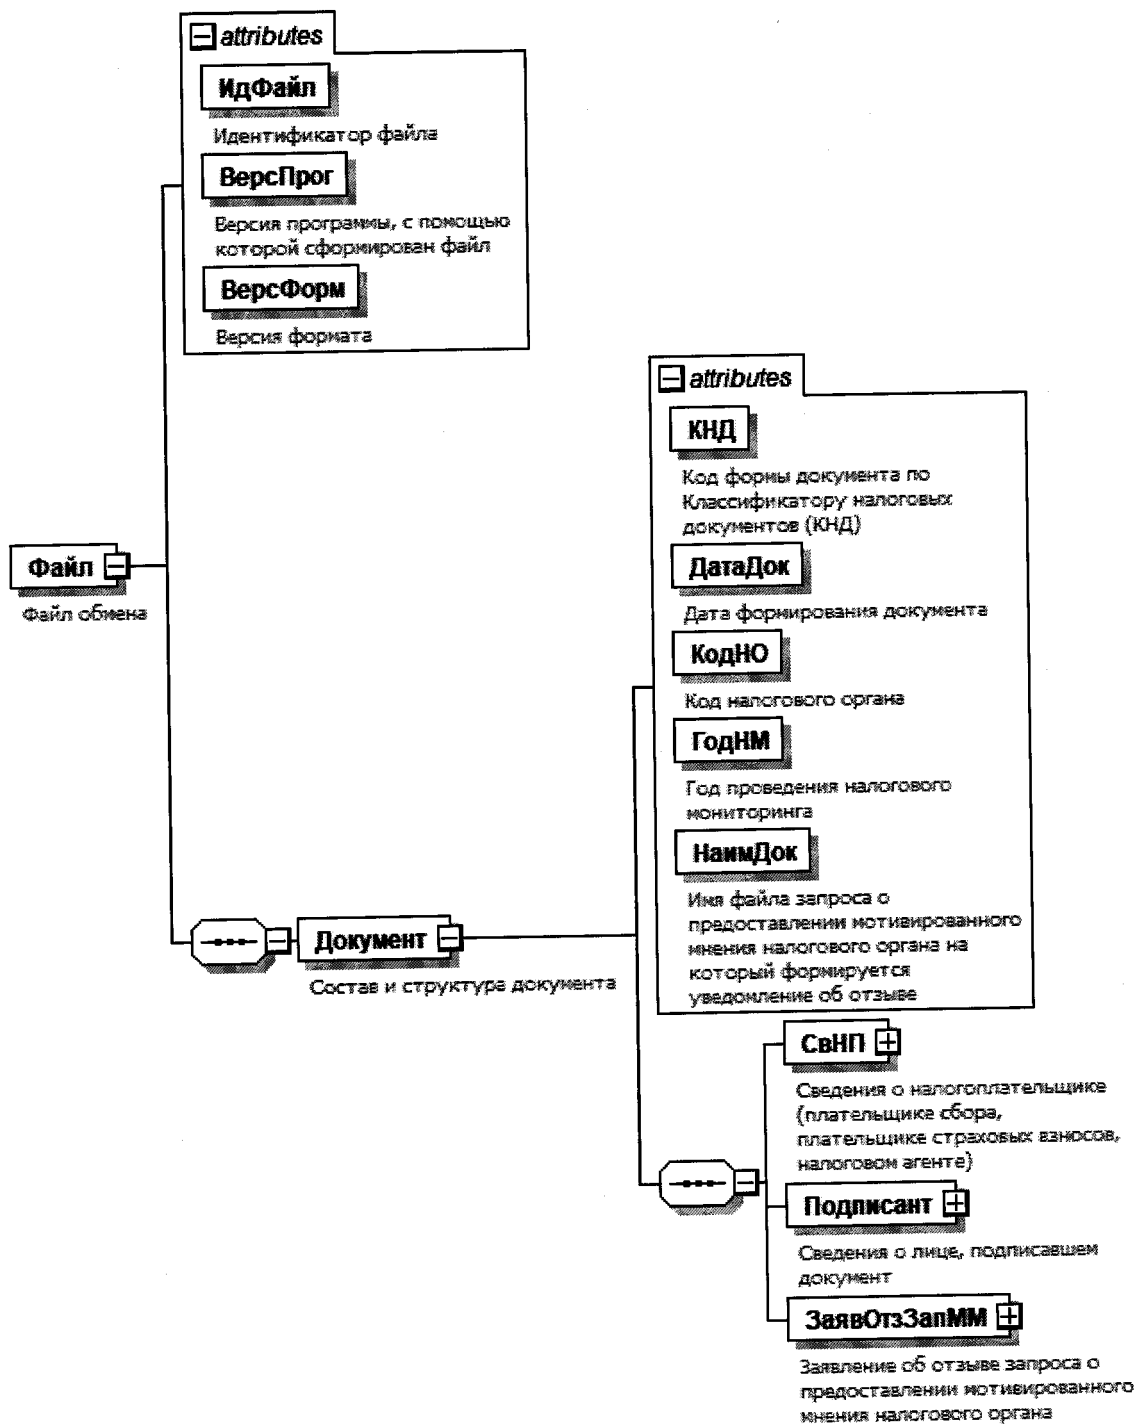 attributes
ИдФайл
Идентификатор файла
ВерсПрог
Версия программы, с помощью
которой сформирован файл
ВерсФорм
Версия формата
Файл
Файл обмена
Документ
Состав и структура документа
attributes
КНД
Код формы документа по
Классификатору налоговых
документов (КНД)
ДатаДок
Дата формирования документа
КодНО
Код налогового органа
ГодНМ
Год проведения налогового
мониторинга
НаимДок
Имя файла запроса о
предоставлении мотивированного
мнения налогового органа на
который формируется
уведомление об отзыве
СвНП
Сведения о налогоплательщике
(плательщике сбора,
плательщике страховых взносов,
налоговом агенте)
Подписант
Сведения о лице, подписавшем
документ
ЗаявОтзЗапММ
Заявление об отзыве запроса о
предоставлении мотивированного
мнения налогового органа